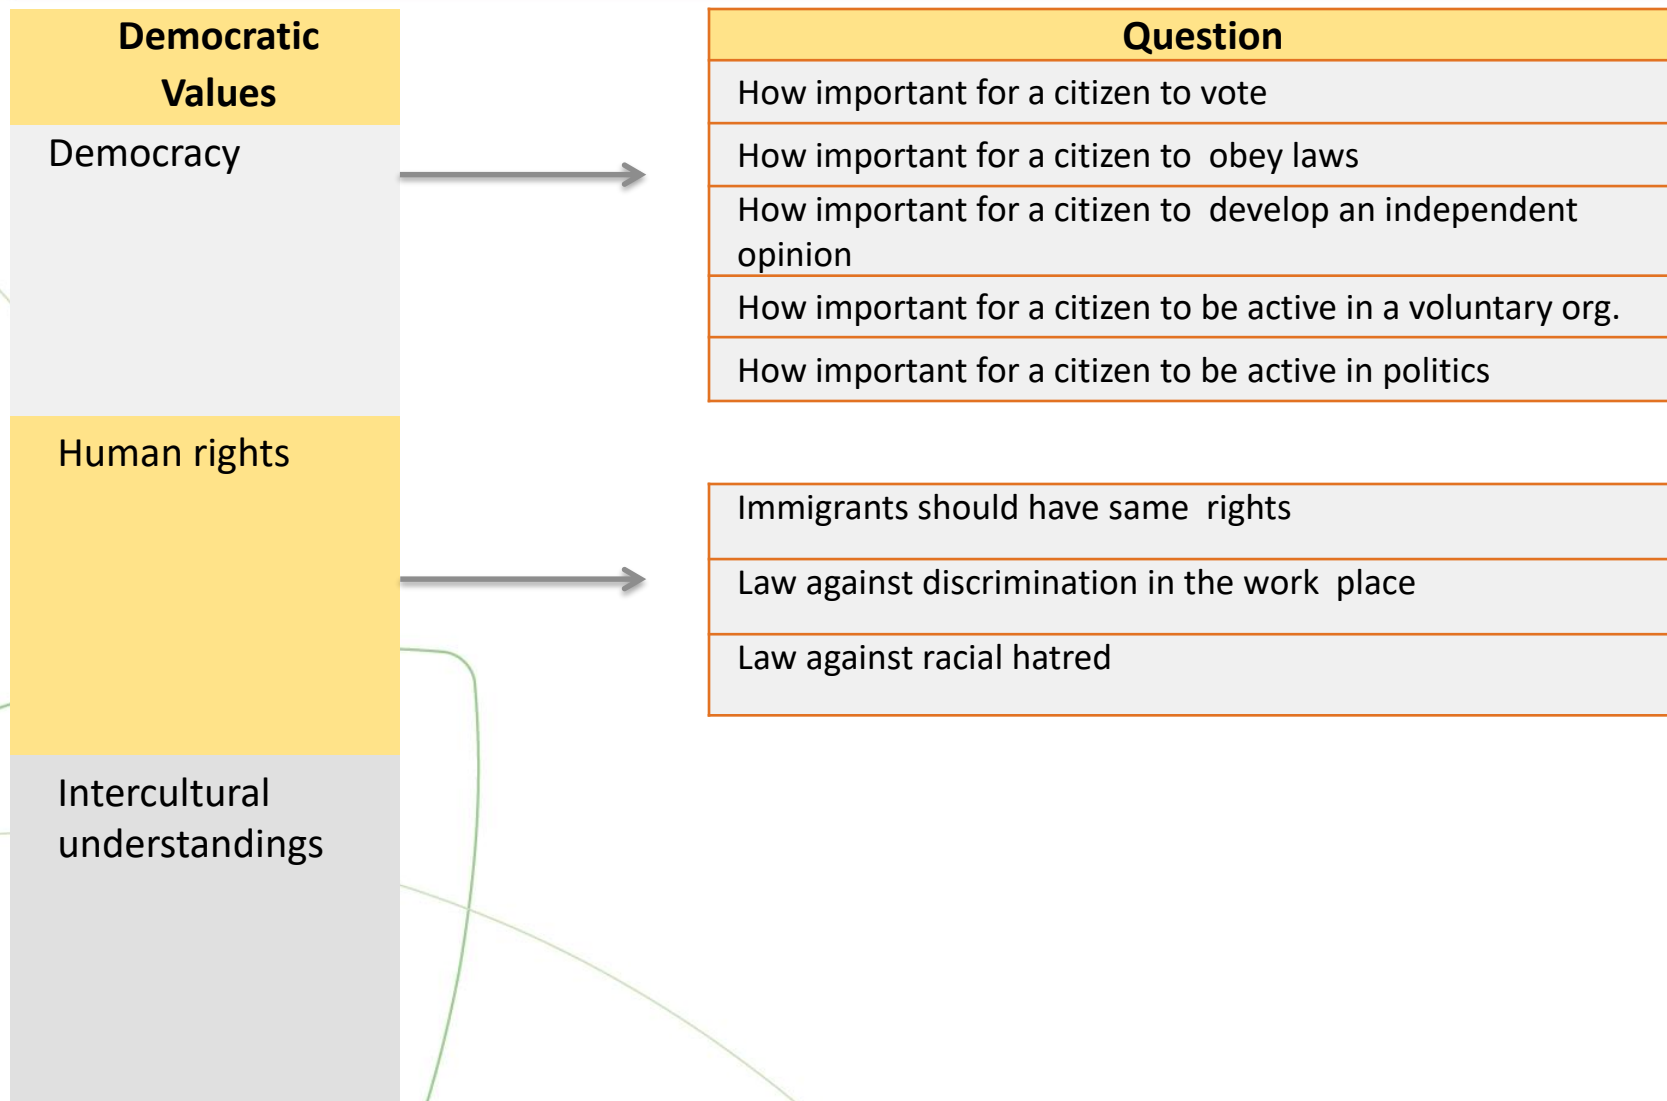 Democratic
Values
Democracy
Human rights
Intercultural
understandings
Question
How important for a citizen to vote
How important for a citizen to  obey laws
How important for a citizen to  develop an independent
opinion
How important for a citizen to be active in a voluntary org.
How important for a citizen to be active in politics
Immigrants should have same  rights
Law against discrimination in the work  place
Law against racial hatred